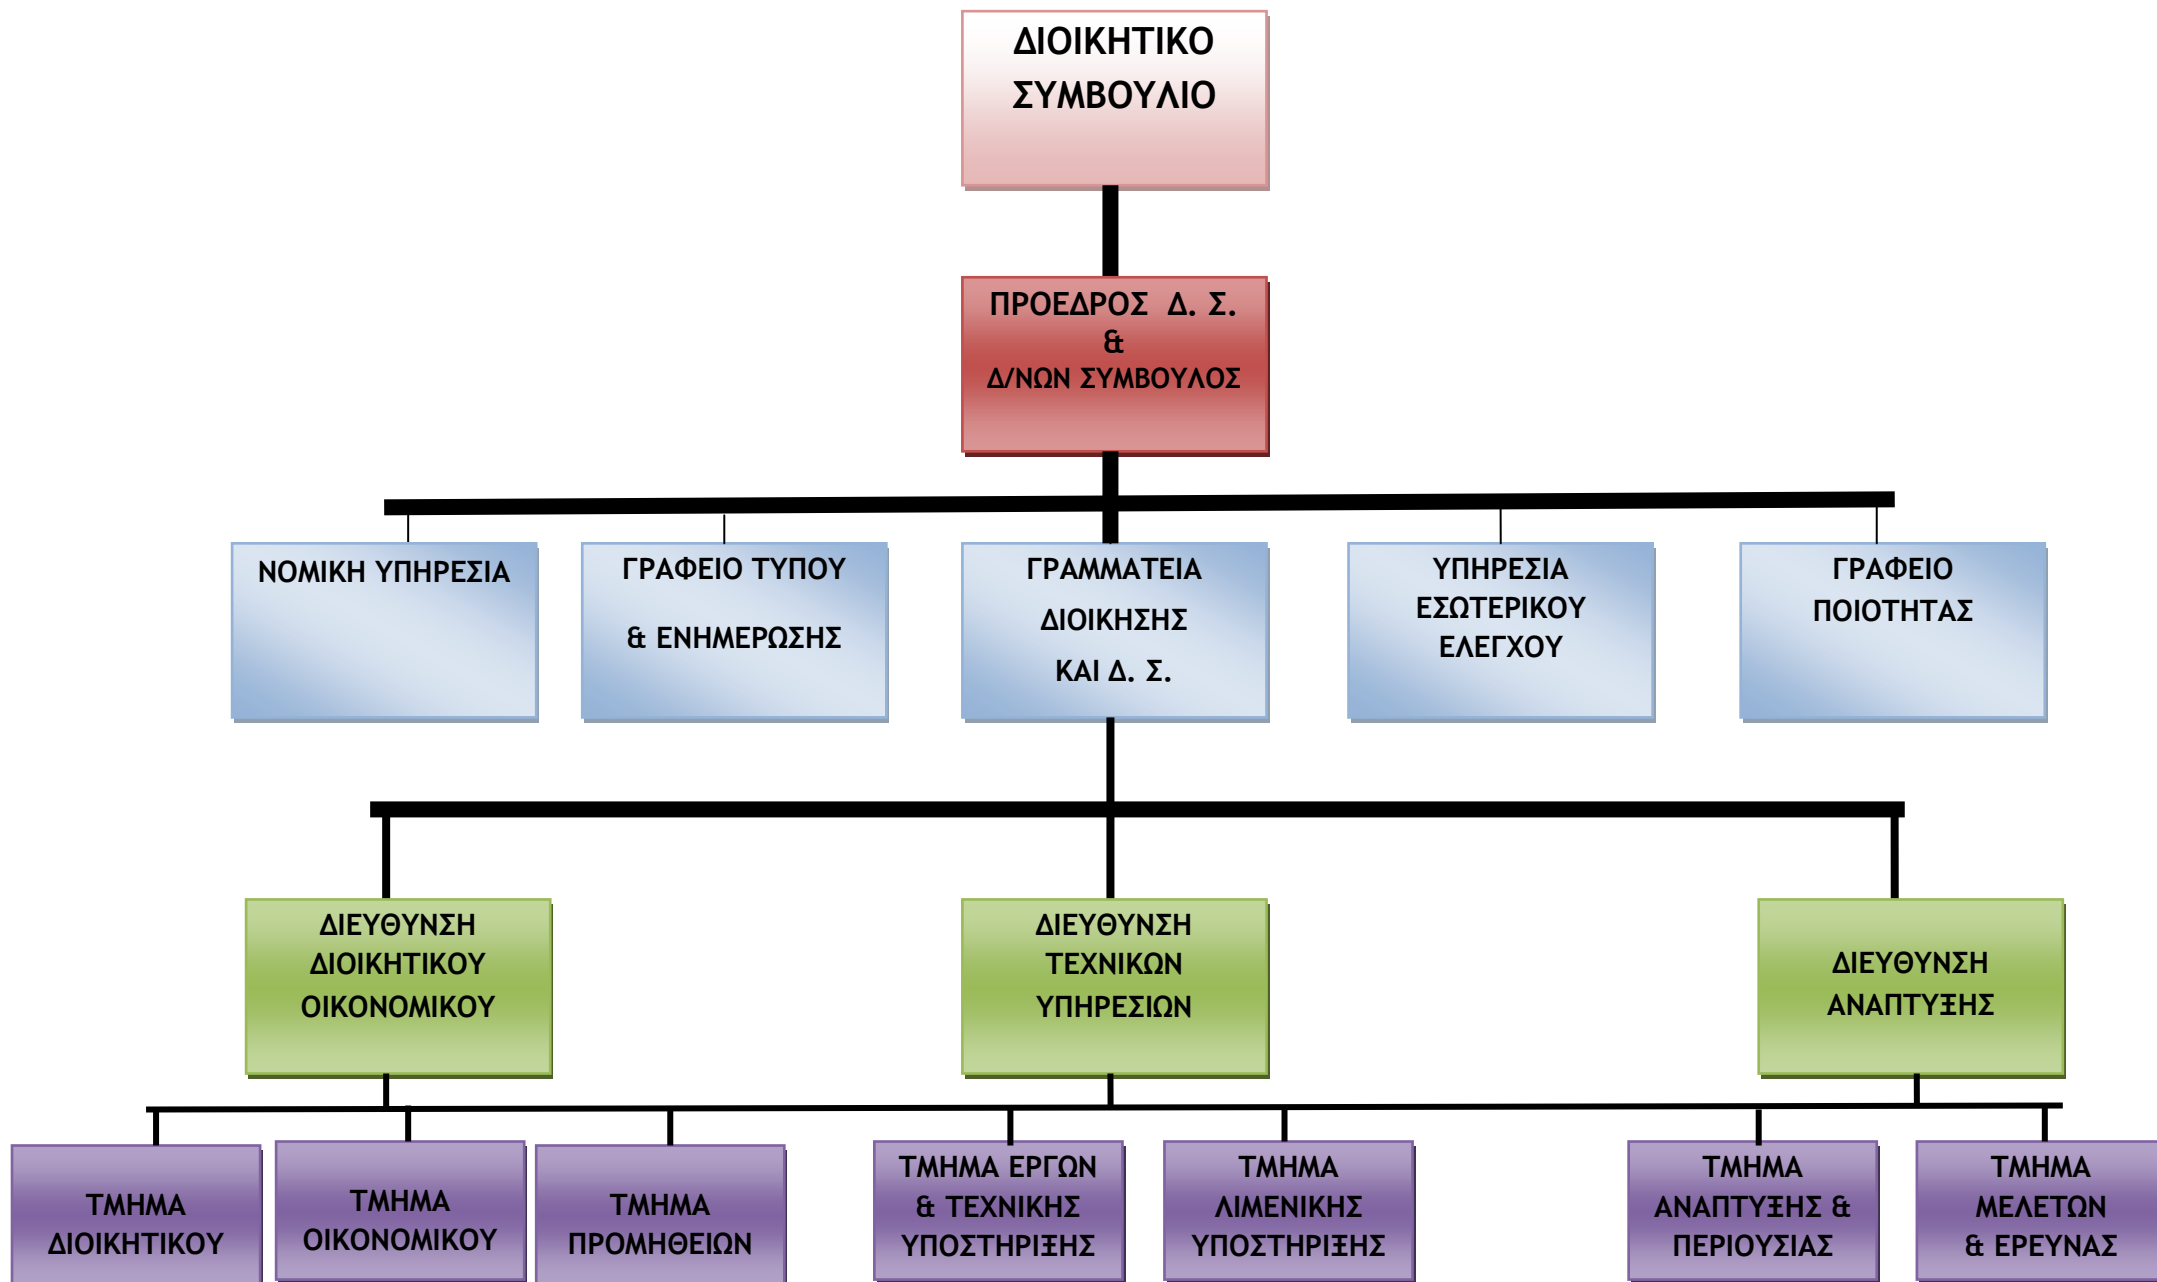 ΔΙΟΙΚΗΤΙΚΟ
ΣΥΜΒΟΥΛΙΟ
ΠΡΟΕΔΡΟΣ Δ. Σ.
&
Δ/ΝΩΝ ΣΥΜΒΟΥΛΟΣ
ΝΟΜΙΚΗ ΥΠΗΡΕΣΙΑ
ΓΡΑΦΕΙΟ ΤΥΠΟΥ
& ΕΝΗΜΕΡΩΣΗΣ
ΓΡΑΜΜΑΤΕΙΑ
ΔΙΟΙΚΗΣΗΣ
ΚΑΙ Δ. Σ.
ΥΠΗΡΕΣΙΑ
ΕΣΩΤΕΡΙΚΟΥ
ΕΛΕΓΧΟΥ
ΓΡΑΦΕΙΟ
ΠΟΙΟΤΗΤΑΣ
ΔΙΕΥΘΥΝΣΗ
ΔΙΟΙΚΗΤΙΚΟΥ
ΟΙΚΟΝΟΜΙΚΟΥ
ΔΙΕΥΘΥΝΣΗ
ΤΕΧΝΙΚΩΝ
ΥΠΗΡΕΣΙΩΝ
ΔΙΕΥΘΥΝΣΗ
ΑΝΑΠΤΥΞΗΣ
ΤΜΗΜΑ
ΔΙΟΙΚΗΤΙΚΟΥ
ΤΜΗΜΑ
ΟΙΚΟΝΟΜΙΚΟΥ
ΤΜΗΜΑ
ΠΡΟΜΗΘΕΙΩΝ
ΤΜΗΜΑ ΕΡΓΩΝ
& ΤΕΧΝΙΚΗΣ
ΥΠΟΣΤΗΡΙΞΗΣ
ΤΜΗΜΑ
ΛΙΜΕΝΙΚΗΣ
ΥΠΟΣΤΗΡΙΞΗΣ
ΤΜΗΜΑ
ΑΝΑΠΤΥΞΗΣ &
ΠΕΡΙΟΥΣΙΑΣ
ΤΜΗΜΑ
ΜΕΛΕΤΩΝ
& ΕΡΕΥΝΑΣ